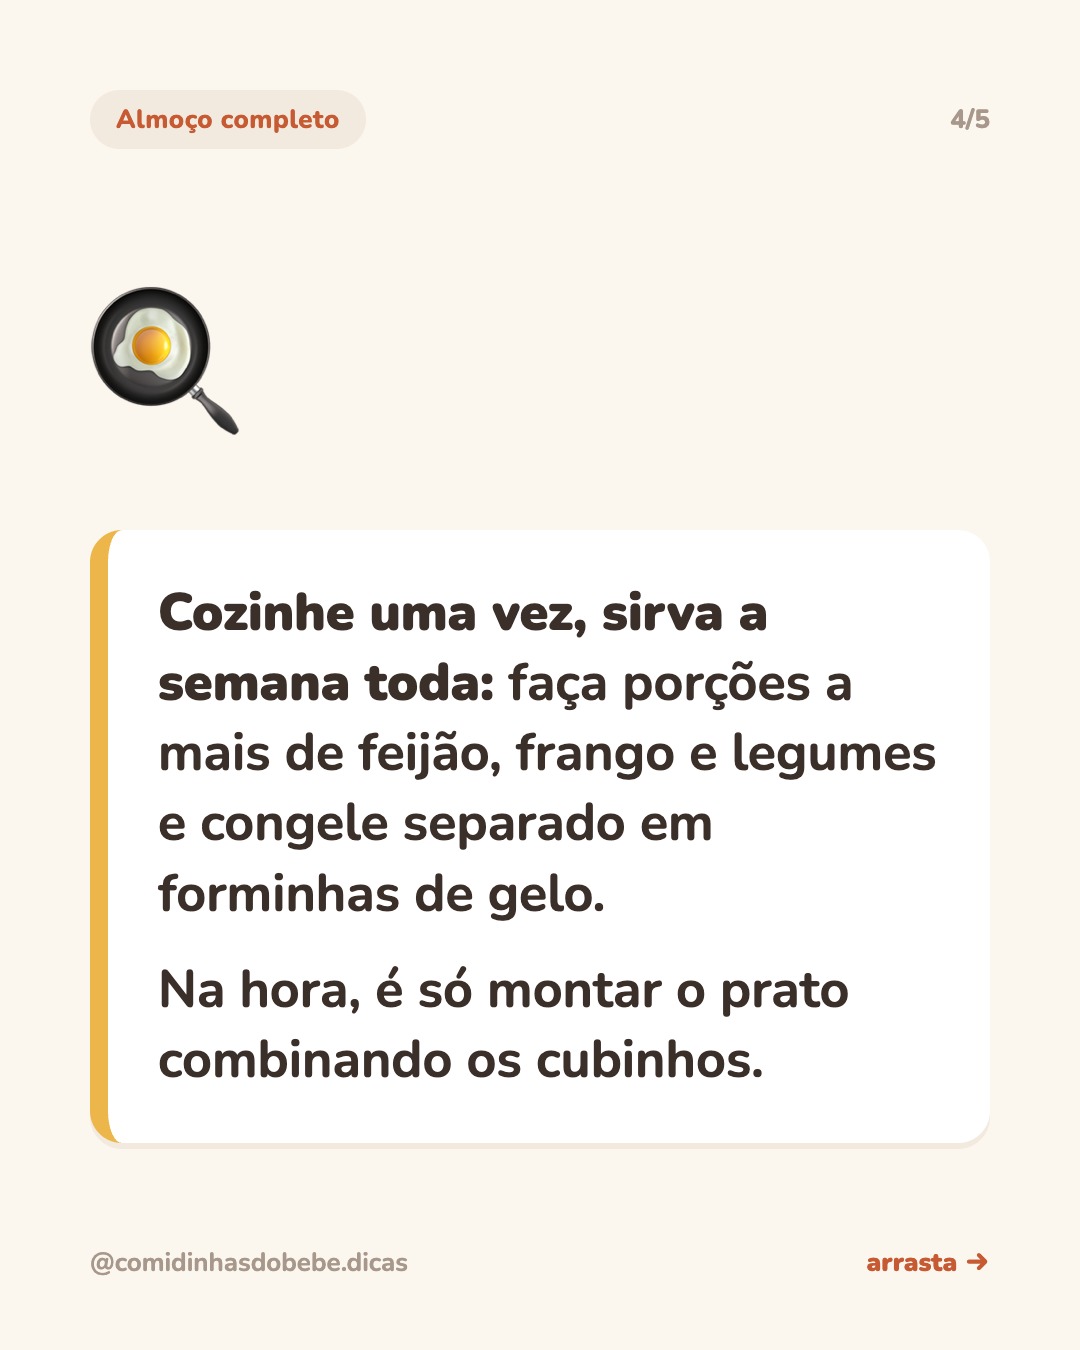 Almoço completo
4/5
Cozinhe uma vez, sirva a
semana toda: faça porções a
mais de feijão, frango e legumes
e congele separado em
forminhas de gelo.
Na hora, é só montar o prato
combinando os cubinhos.
@comidinhasdobebe.dicas
arrasta →